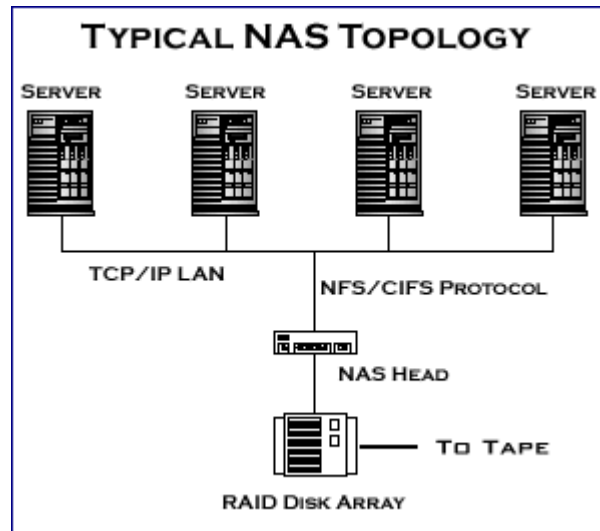 Typical NAS Topology
Server Server Server Server
TCP/IP LAN
NFS/CIFS Protocol
NAS Head
To Tape
RAID Disk Array